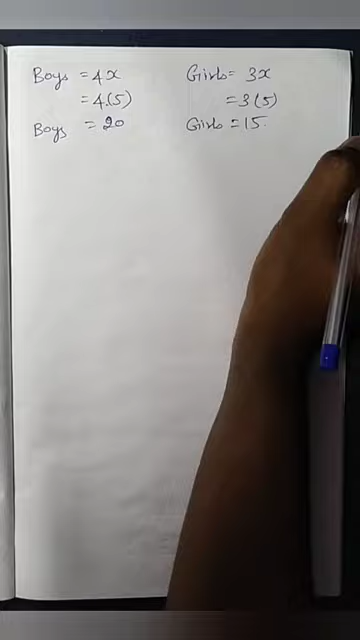 Boys = 4x Girls = 3x
= 4.(5) = 3(5)
Boys = 20 Girls = 15.